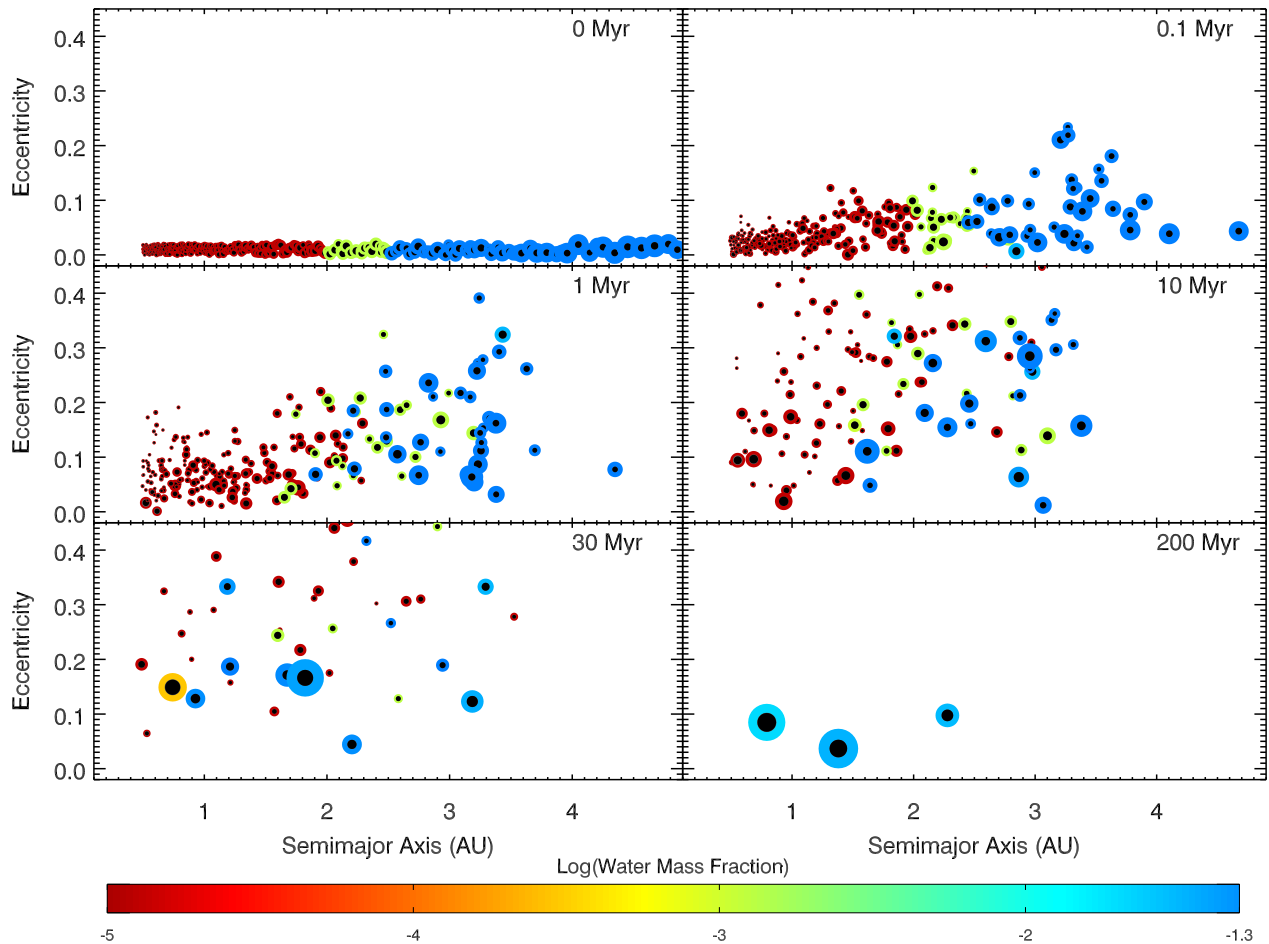 0 Myr
0.1 Myr
0.4
0.3
0.2
0.1
0.0
Eccentricity
1 Myr
10 Myr
0.4
0.3
0.2
0.1
0.0
Eccentricity
30 Myr
200 Myr
0.4
0.3
0.2
0.1
0.0
Eccentricity
1 2 3 4
1 2 3 4
Semimajor Axis (AU)
Semimajor Axis (AU)
Log(Water Mass Fraction)
-5 -4 -3 -2 -1.3